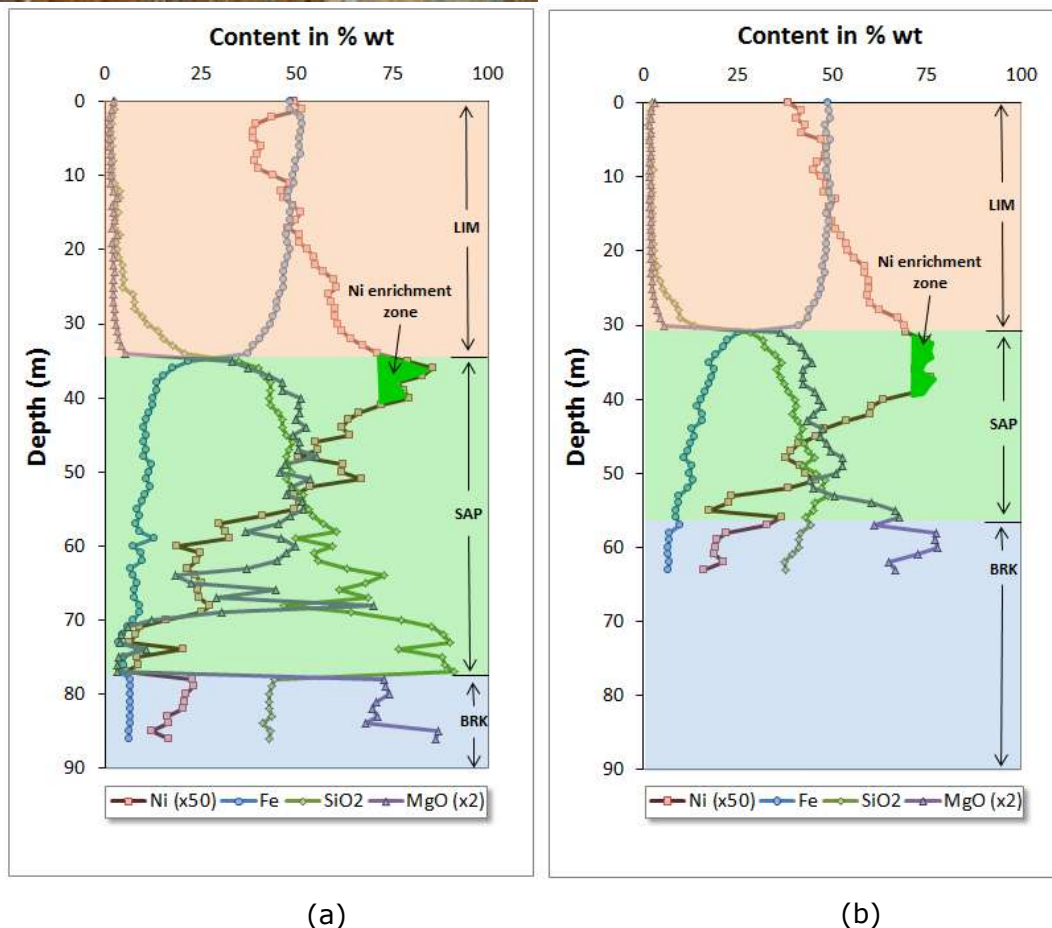 Content in % wt
0 25 50 75 100
0
10
20
30
40
50
60
70
80
90
Depth (m)
LIM
Ni enrichment
zone
SAP
BRK
Ni (x50) Fe SiO2 MgO (x2)
(a)
Content in % wt
0 25 50 75 100
0
10
20
30
40
50
60
70
80
90
Depth (m)
LIM
Ni enrichment
zone
SAP
BRK
Ni (x50) Fe SiO2 MgO (x2)
(b)